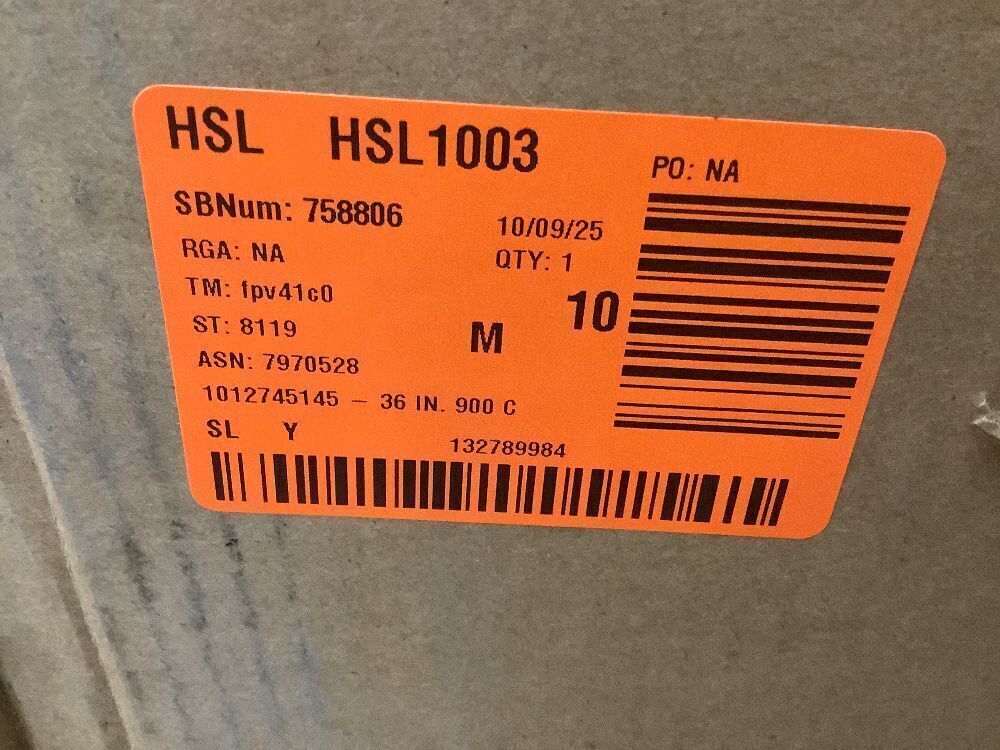 HSL HSL1003
PO: NA
SBNum: 758806
10/09/25
RGA: NA
QTY: 1
TM: fpv41c0
10
ST: 8119
M
ASN: 7970528
1012745145 – 36 IN. 900 C
SL Y
132789984